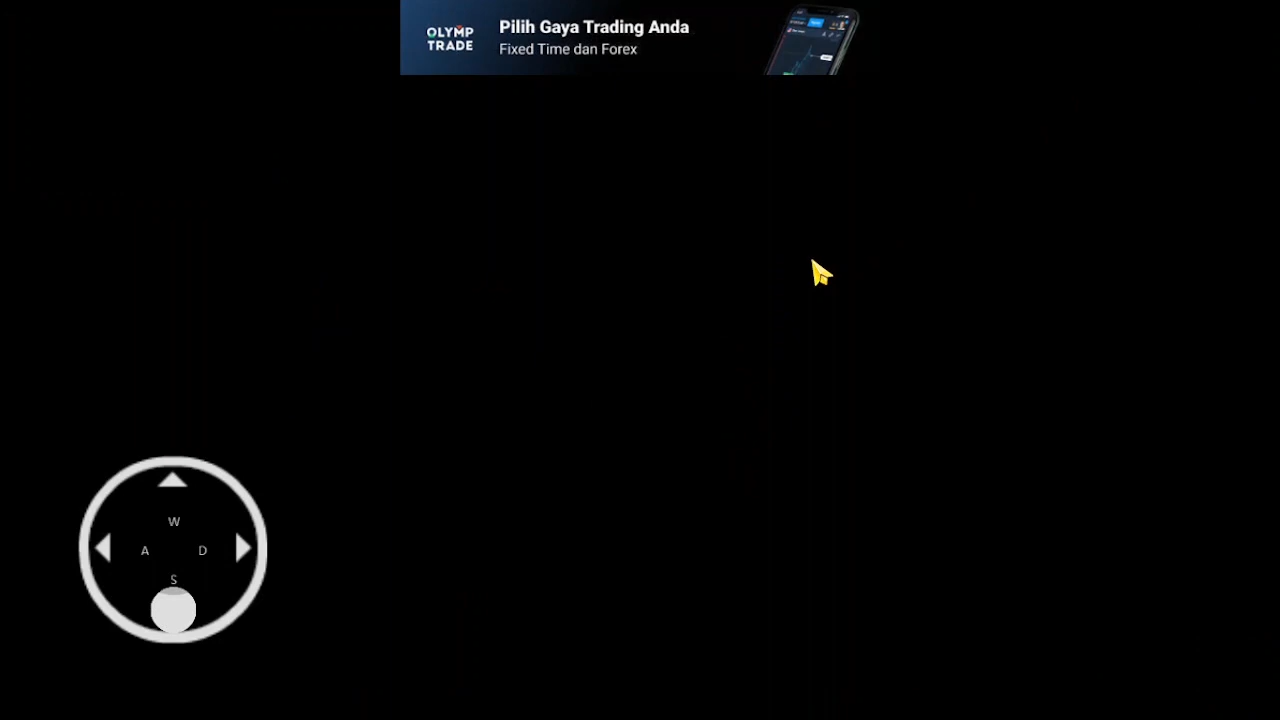 OLYMP
TRADE
Pilih Gaya Trading Anda
Fixed Time dan Forex
W
A D
S